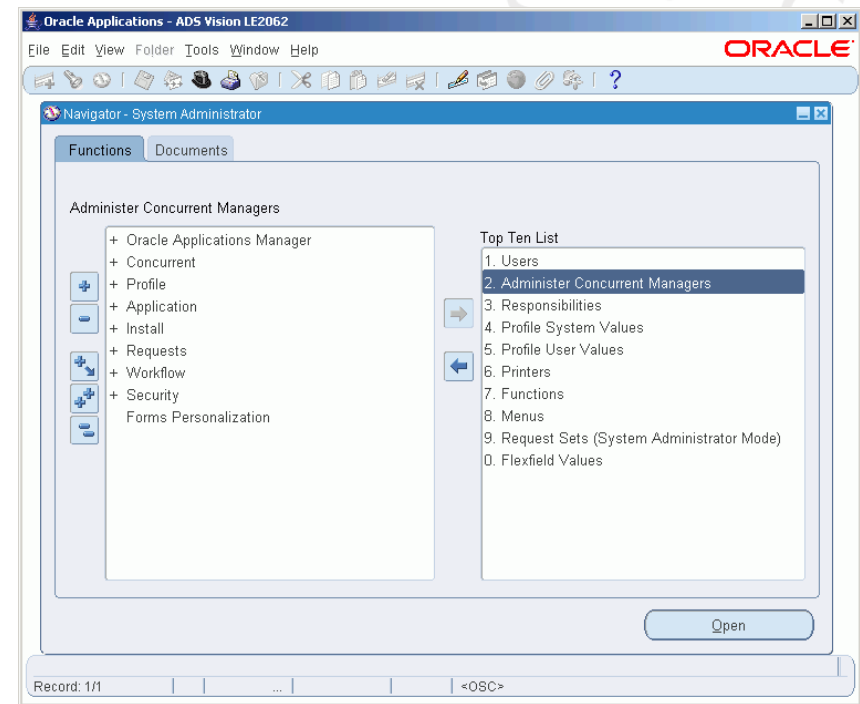 Oracle Applications - ADS Vision LE2062
File Edit View Folder Tools Window Help
ORACLE
Navigator - System Administrator
Functions Documents
Administer Concurrent Managers
+ Oracle Applications Manager
+ Concurrent
+ Profile
+ Application
+ Install
+ Requests
+ Workflow
+ Security
Forms Personalization
Top Ten List
1. Users
2. Administer Concurrent Managers
3. Responsibilities
4. Profile System Values
5. Profile User Values
6. Printers
7. Functions
8. Menus
9. Request Sets (System Administrator Mode)
0. Flexfield Values
Open
Record: 1/1 ... <OSC>